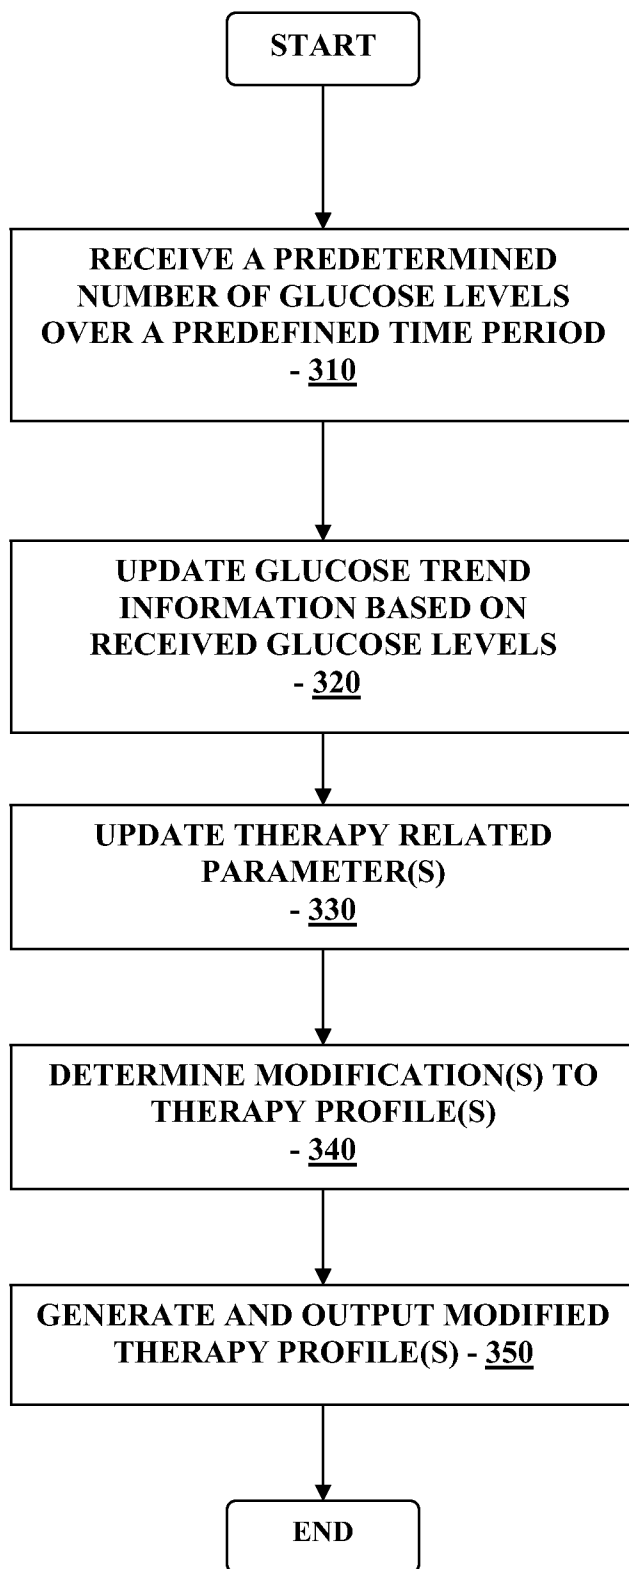 START
RECEIVE A PREDETERMINED
NUMBER OF GLUCOSE LEVELS
OVER A PREDEFINED TIME PERIOD
- 310
UPDATE GLUCOSE TREND
INFORMATION BASED ON
RECEIVED GLUCOSE LEVELS
- 320
UPDATE THERAPY RELATED
PARAMETER(S)
- 330
DETERMINE MODIFICATION(S) TO
THERAPY PROFILE(S)
- 340
GENERATE AND OUTPUT MODIFIED
THERAPY PROFILE(S) - 350
END